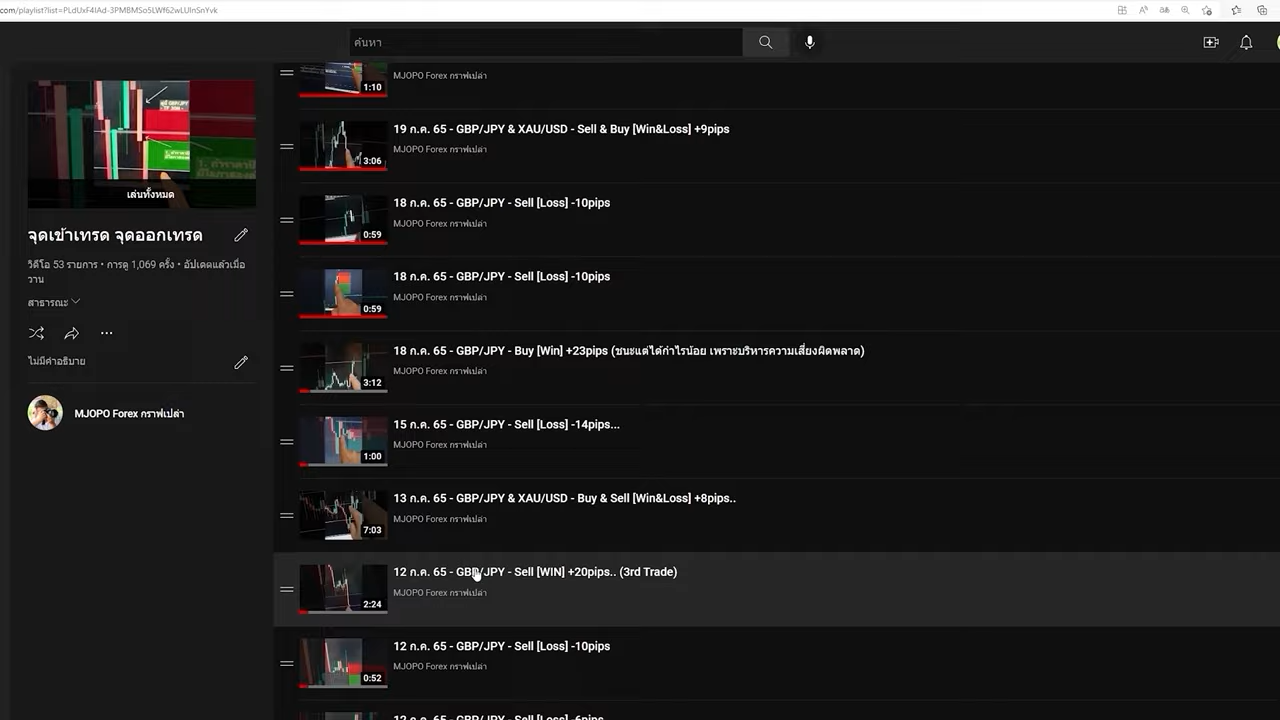 com/playlist?list=PLdUxF4lAd-3PMBMSo5LWf62wLUlnSnYvk
ค้นหา
เล่นทั้งหมด
จุดเข้าเทรด จุดออกเทรด
วิดีโอ 53 รายการ • การดู 1,069 ครั้ง • อัปเดตแล้วเมื่อ
วาน
สาธารณะ
ไม่มีคำอธิบาย
MJOPO Forex กราฟเปล่า
1:10
MJOPO Forex กราฟเปล่า
19 ก.ค. 65 - GBP/JPY & XAU/USD - Sell & Buy [Win&Loss] +9pips
3:06
MJOPO Forex กราฟเปล่า
18 ก.ค. 65 - GBP/JPY - Sell [Loss] -10pips
0:59
MJOPO Forex กราฟเปล่า
18 ก.ค. 65 - GBP/JPY - Sell [Loss] -10pips
0:59
MJOPO Forex กราฟเปล่า
18 ก.ค. 65 - GBP/JPY - Buy [Win] +23pips (ชนะแต่ได้กำไรน้อย เพราะบริหารความเสี่ยงผิดพลาด)
3:12
MJOPO Forex กราฟเปล่า
15 ก.ค. 65 - GBP/JPY - Sell [Loss] -14pips...
1:00
MJOPO Forex กราฟเปล่า
13 ก.ค. 65 - GBP/JPY & XAU/USD - Buy & Sell [Win&Loss] +8pips..
7:03
MJOPO Forex กราฟเปล่า
12 ก.ค. 65 - GBP/JPY - Sell [WIN] +20pips.. (3rd Trade)
2:24
MJOPO Forex กราฟเปล่า
12 ก.ค. 65 - GBP/JPY - Sell [Loss] -10pips
0:52
MJOPO Forex กราฟเปล่า
12 ก.ค. 65 - GBP/JPY - Sell [Loss] -6pips